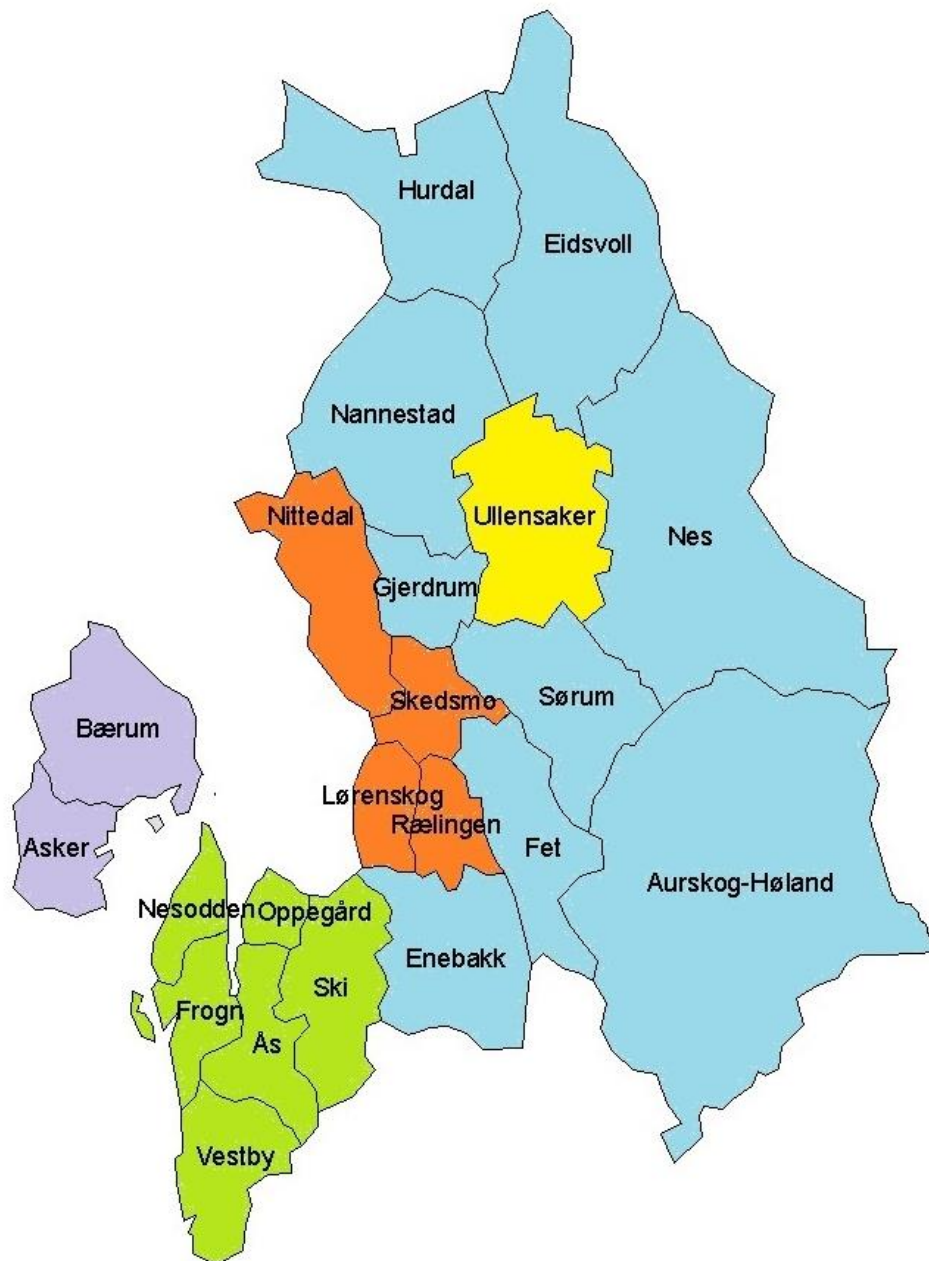 Hurdal
Eidsvoll
Nannestad
Nittedal
Ullensaker
Nes
Gjerdrum
Skedsmo
Sørum
Bærum
Lørenskog
Rælingen
Asker
Fet
Aurskog-Høland
Nesodden
Oppegård
Enebakk
Ski
Frogn
Ås
Vestby